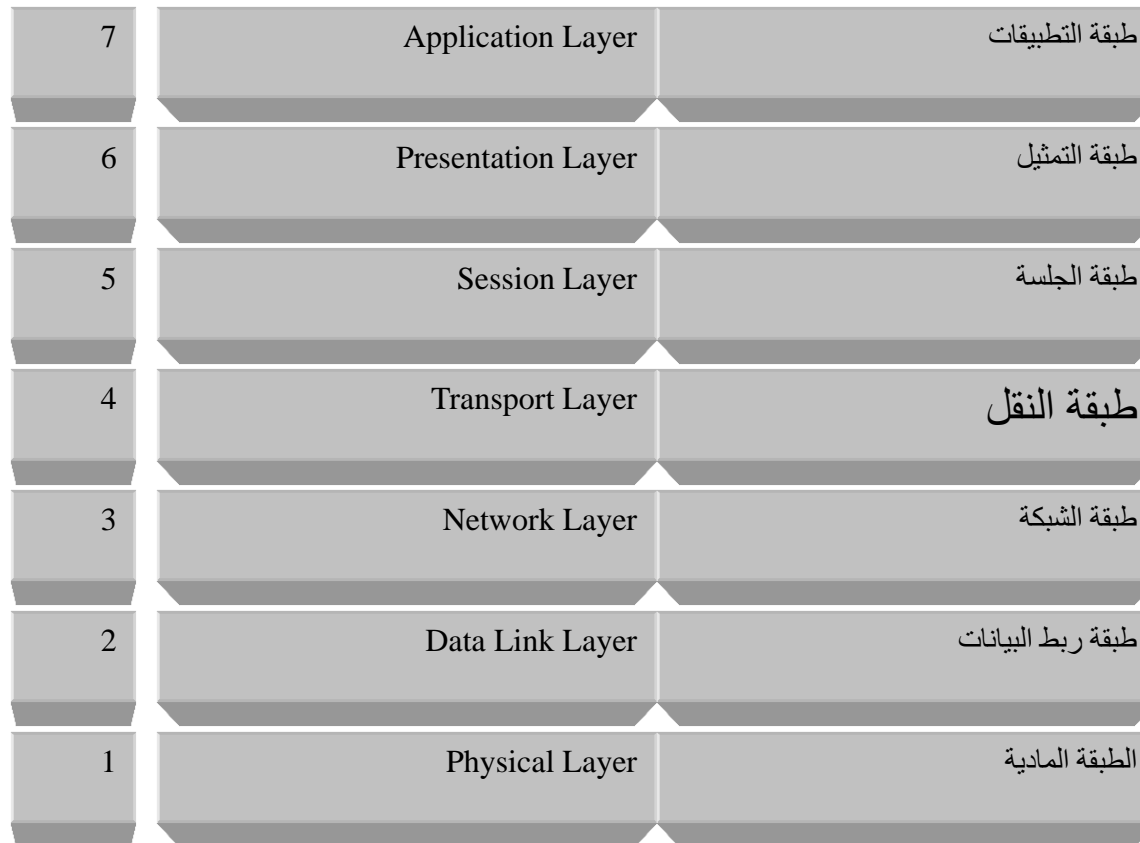 7 Application Layer طبقة التطبيقات
6 Presentation Layer طبقة التمثيل
5 Session Layer طبقة الجلسة
4 Transport Layer طبقة النقل
3 Network Layer طبقة الشبكة
2 Data Link Layer طبقة ربط البيانات
1 Physical Layer الطبقة المادية